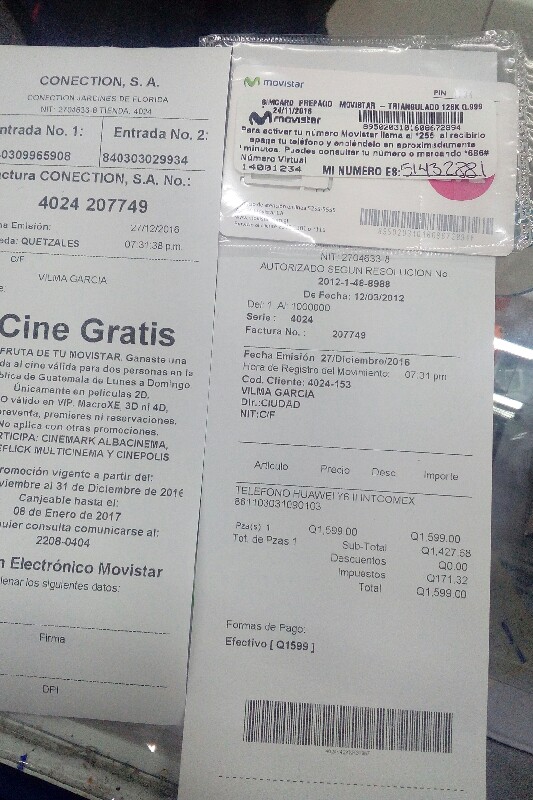 CONECTION, S. A.
CONECTION JARDINES DE FLORIDA
NIT: 2704633-8 TIENDA. 4024
ntrada No. 1:
Entrada No. 2:
40309965908
840303029934
actura CONECTION, S.A. No.:
4024 207749
Emisión:
27/12/2016
QUETZALES
07:31:38 p.m.
C/F
VILMA GARCIA
Cine Gratis
FRUTA DE TU MOVISTAR. Ganaste una
da al cine válida para dos personas en la
blica de Guatemala de Lunes a Domingo
Únicamente en películas 2D.
O válido en VIP, MacroXE, 3D ni 4D,
preventa, premieres ni reservaciones.
No aplica con otras promociones.
RTICIPA: CINEMARK ALBACINEMA,
EFLICK MULTICINEMA Y CINEPOLIS
romoción vigente a partir del:
viembre al 31 de Diciembre de 2016
Canjeable hasta el:
08 de Enero de 2017
uier consulta comunicarse al:
2208-0404
n Electrónico Movistar
lenar los siguientes datos:
Firma
DPI
movistar
PIN
SIMCARD PREPAGO MOVISTAR - TRIANGULADO 128K Q.999
24/11/2016
movistar
8950203101608672894
Para activar tu número Movistar llama al *256 al recibirlo
apaga tu teléfono y enciéndelo en aproximadamente
minutos. Puedes consultar tu número o marcando *686#
Número Virtual
14091234
MI NUMERO ES: 51432881
NIT: 2704633-8
AUTORIZADO SEGUN RESOLUCION No
2012-1-48-8988
De Fecha: 12/03/2012
Del: 1 Al: 1000000
Serie : 4024
Factura No.: 207749
Fecha Emisión 27/Diciembre/2016
Hora de Registro del Movimiento: 07:31 pm
Cod. Cliente: 4024-153
VILMA GARCIA
Dir.:CIUDAD
NIT:C/F
Articulo Precio Desc Importe
TELEFONO HUAWEI Y6 II INTCOMEX
861103031090103
Pza(s) 1 Q1,599.00 Q1,599.00
Tot. de Pzas 1 Sub-Total Q1,427.68
Descuentos Q0.00
Impuestos Q171.32
Total Q1,599.00
Formas de Pago:
Efectivo [ Q1599 ]